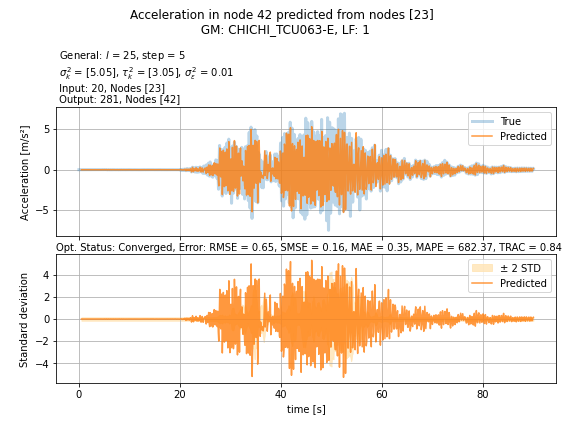 Acceleration in node 42 predicted from nodes [23]
GM: CHICHI_TCU063-E, LF: 1
General: l = 25, step = 5
σ²ₖ = [5.05], τ²ₖ = [3.05], σ²ε = 0.01
Input: 20, Nodes [23]
Output: 281, Nodes [42]
Acceleration [m/s²]
5
0
−5
True
Predicted
Opt. Status: Converged, Error: RMSE = 0.65, SMSE = 0.16, MAE = 0.35, MAPE = 682.37, TRAC = 0.84
Standard deviation
4
2
0
−2
−4
± 2 STD
Predicted
0 20 40 60 80
time [s]